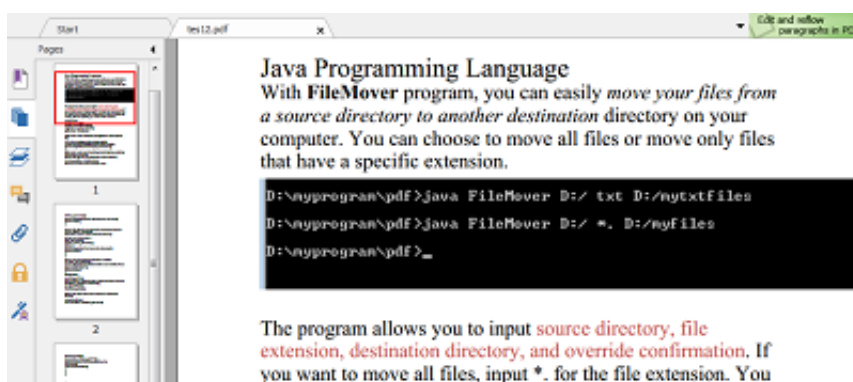 Start
tes12.pdf
x
Edit and reflow
paragraphs in PD
Pages
1
2
Java Programming Language
With FileMover program, you can easily move your files from
a source directory to another destination directory on your
computer. You can choose to move all files or move only files
that have a specific extension.
D:\myprogram\pdf>java FileMover D:/ txt D:/mytxtfiles
D:\myprogram\pdf>java FileMover D:/ *. D:/myfiles
D:\myprogram\pdf>_
The program allows you to input source directory, file
extension, destination directory, and override confirmation. If
you want to move all files, input *. for the file extension. You